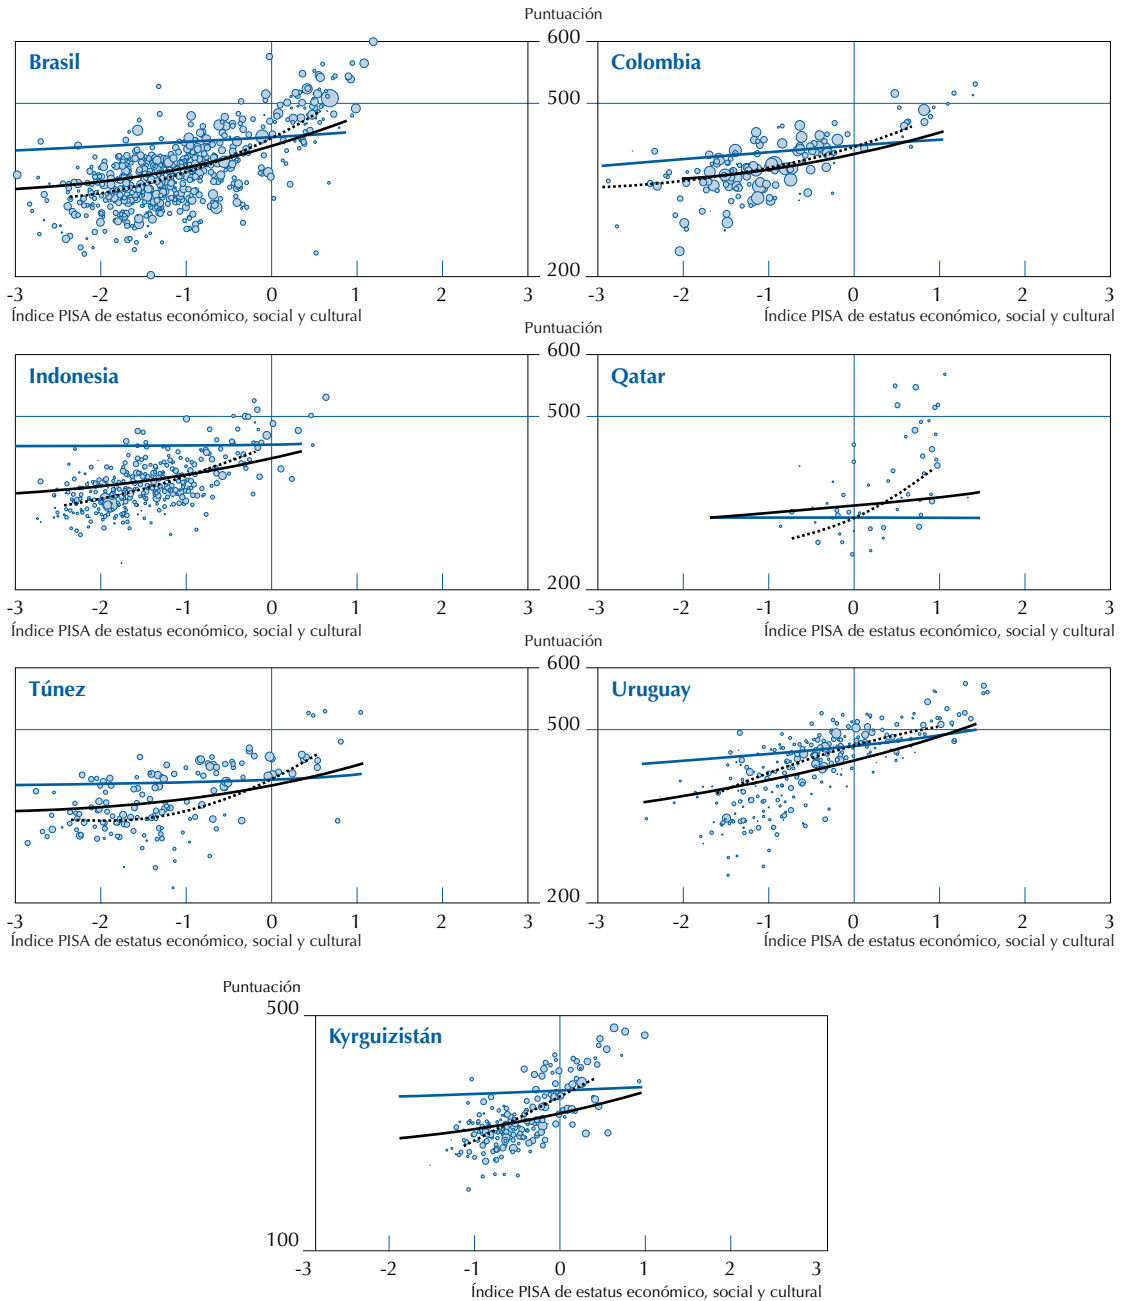 Puntuación
600
Brasil
Colombia
500
200
-3 -2 -1 0 1 2 3
-3 -2 -1 0 1 2 3
Índice PISA de estatus económico, social y cultural
Índice PISA de estatus económico, social y cultural
Puntuación
600
Indonesia
Qatar
500
200
-3 -2 -1 0 1 2 3
-3 -2 -1 0 1 2 3
Índice PISA de estatus económico, social y cultural
Índice PISA de estatus económico, social y cultural
Puntuación
600
Túnez
Uruguay
500
200
-3 -2 -1 0 1 2 3
-3 -2 -1 0 1 2 3
Índice PISA de estatus económico, social y cultural
Índice PISA de estatus económico, social y cultural
Puntuación
500
Kyrguizistán
100
-3 -2 -1 0 1 2 3
Índice PISA de estatus económico, social y cultural